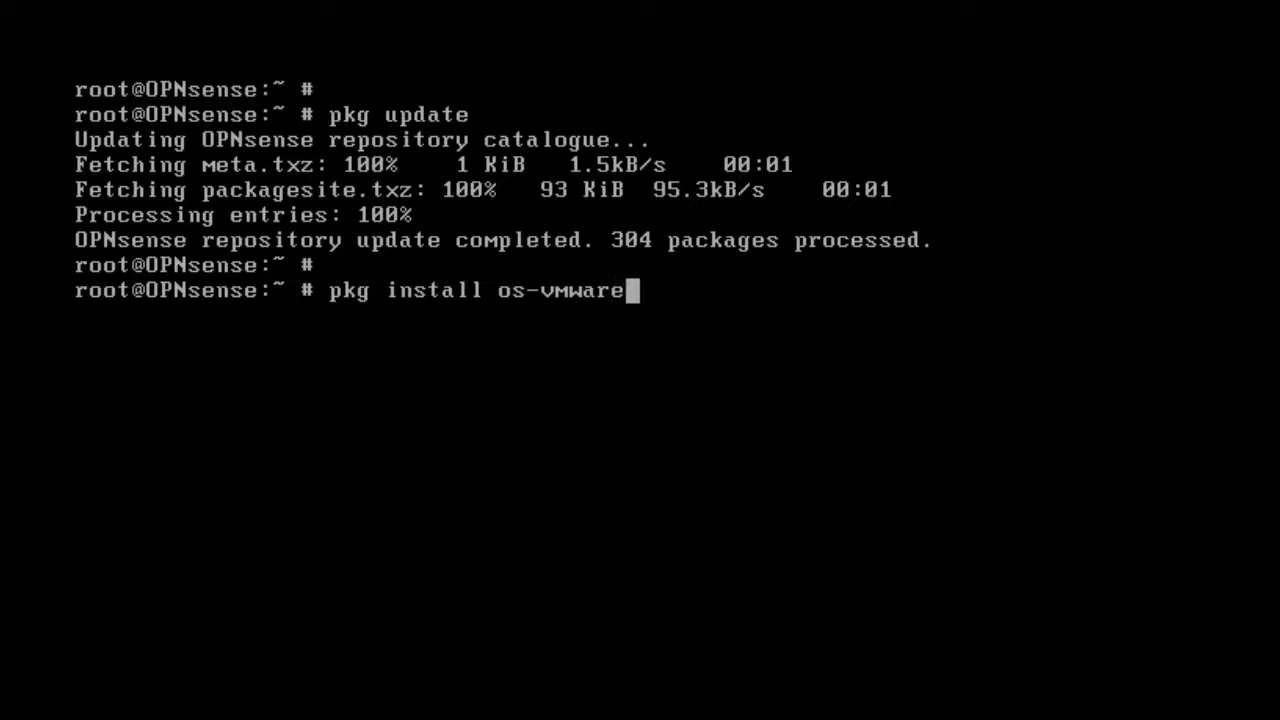 root@OPNsense:~ #
root@OPNsense:~ # pkg update
Updating OPNsense repository catalogue...
Fetching meta.txz: 100%    1 KiB   1.5kB/s    00:01
Fetching packagesite.txz: 100%   93 KiB  95.3kB/s    00:01
Processing entries: 100%
OPNsense repository update completed. 304 packages processed.
root@OPNsense:~ #
root@OPNsense:~ # pkg install os-vmware